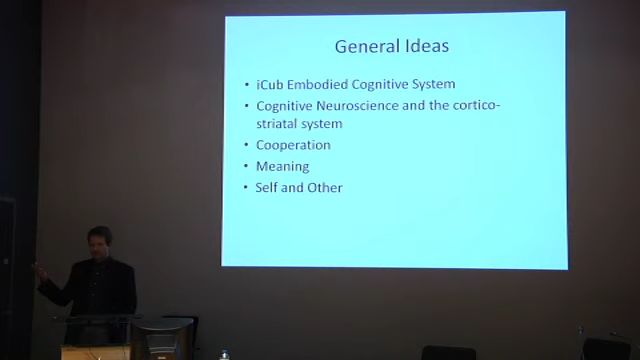 General Ideas
• iCub Embodied Cognitive System
• Cognitive Neuroscience and the cortico-
striatal system
• Cooperation
• Meaning
• Self and Other